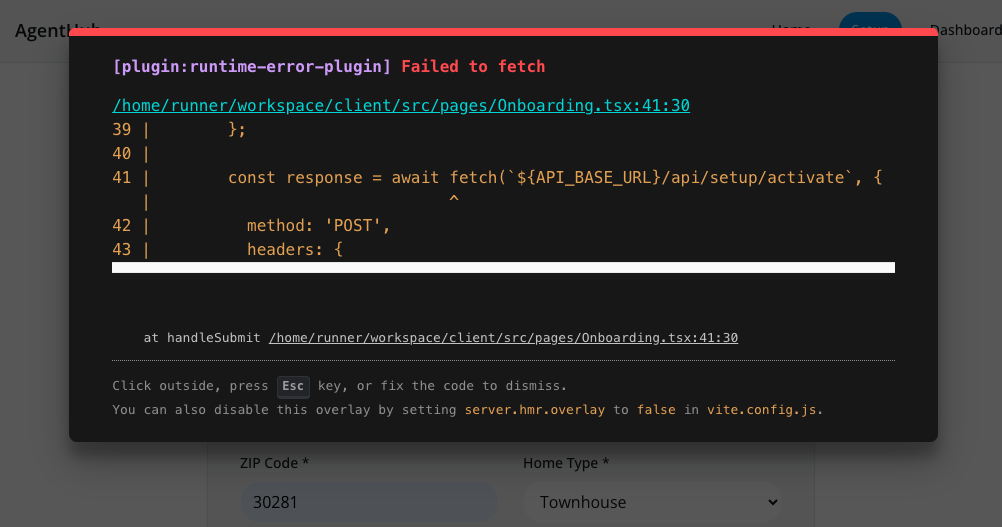 AgentHub
Home
Setup
Dashboard
[plugin:runtime-error-plugin] Failed to fetch
/home/runner/workspace/client/src/pages/Onboarding.tsx:41:30
39 |        };
40 |
41 |        const response = await fetch(`${API_BASE_URL}/api/setup/activate`, {
   |                               ^
42 |          method: 'POST',
43 |          headers: {
at handleSubmit /home/runner/workspace/client/src/pages/Onboarding.tsx:41:30
Click outside, press Esc key, or fix the code to dismiss.
You can also disable this overlay by setting server.hmr.overlay to false in vite.config.js.
ZIP Code *
Home Type *
30281
Townhouse